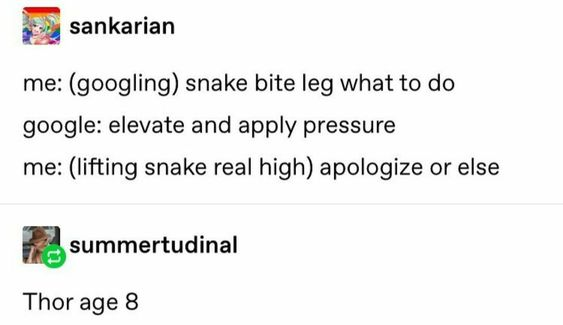 sankarian
me: (googling) snake bite leg what to do
google: elevate and apply pressure
me: (lifting snake real high) apologize or else
summertudinal
Thor age 8